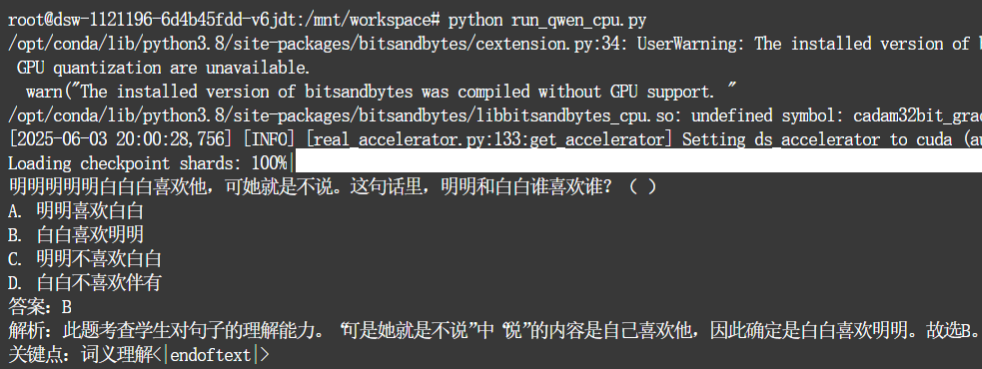 root@dsw-1121196-6d4b45fdd-v6jdt:/mnt/workspace# python run_qwen_cpu.py
/opt/conda/lib/python3.8/site-packages/bitsandbytes/cextension.py:34: UserWarning: The installed version of
GPU quantization are unavailable.
warn("The installed version of bitsandbytes was compiled without GPU support. "
/opt/conda/lib/python3.8/site-packages/bitsandbytes/libbitsandbytes_cpu.so: undefined symbol: cadam32bit_grad
[2025-06-03 20:00:28,756] [INFO] [real_accelerator.py:133:get_accelerator] Setting ds_accelerator to cuda (au
Loading checkpoint shards: 100%|
明明明明明白白白喜欢他，可她就是不说。这句话里，明明和白白谁喜欢谁？（ ）
A. 明明喜欢白白
B. 白白喜欢明明
C. 明明不喜欢白白
D. 白白不喜欢伴有
答案：B
解析：此题考查学生对句子的理解能力。“可是她就是不说”中“说”的内容是自己喜欢他，因此确定是白白喜欢明明。故选B。
关键点：词义理解<|endoftext|>